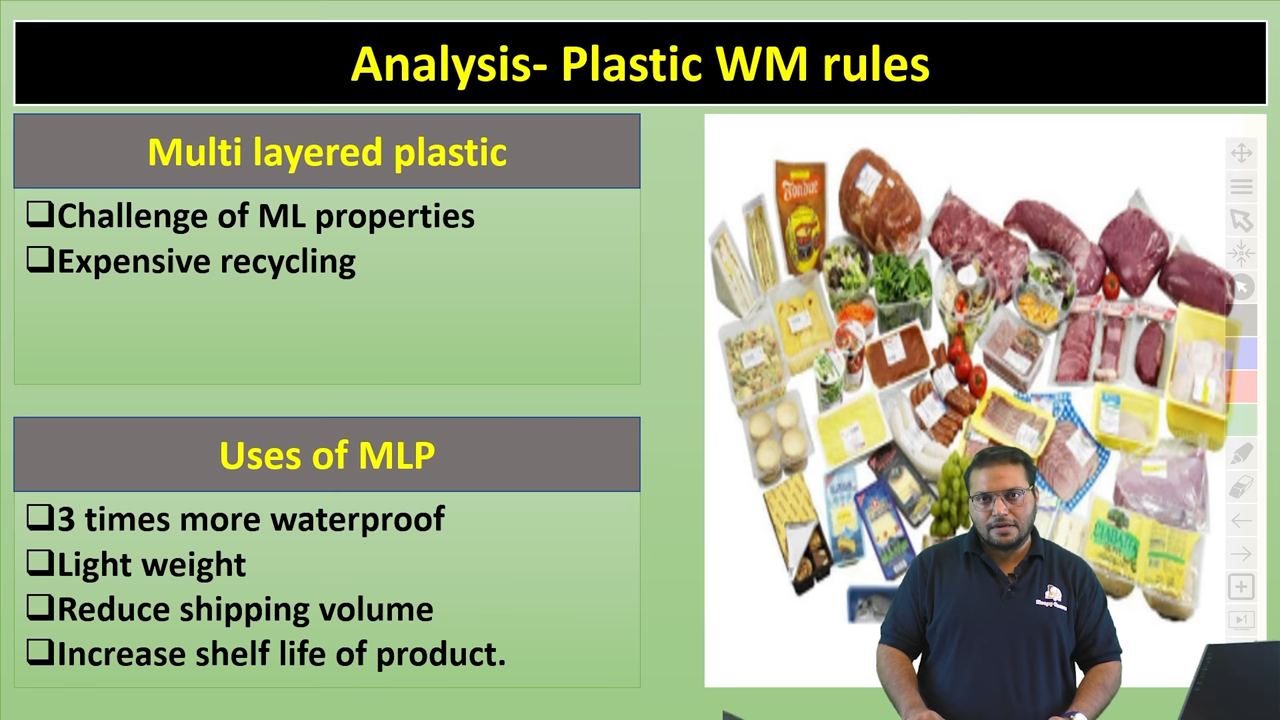 Analysis- Plastic WM rules
Multi layered plastic
❑Challenge of ML properties
❑Expensive recycling
Uses of MLP
❑3 times more waterproof
❑Light weight
❑Reduce shipping volume
❑Increase shelf life of product.